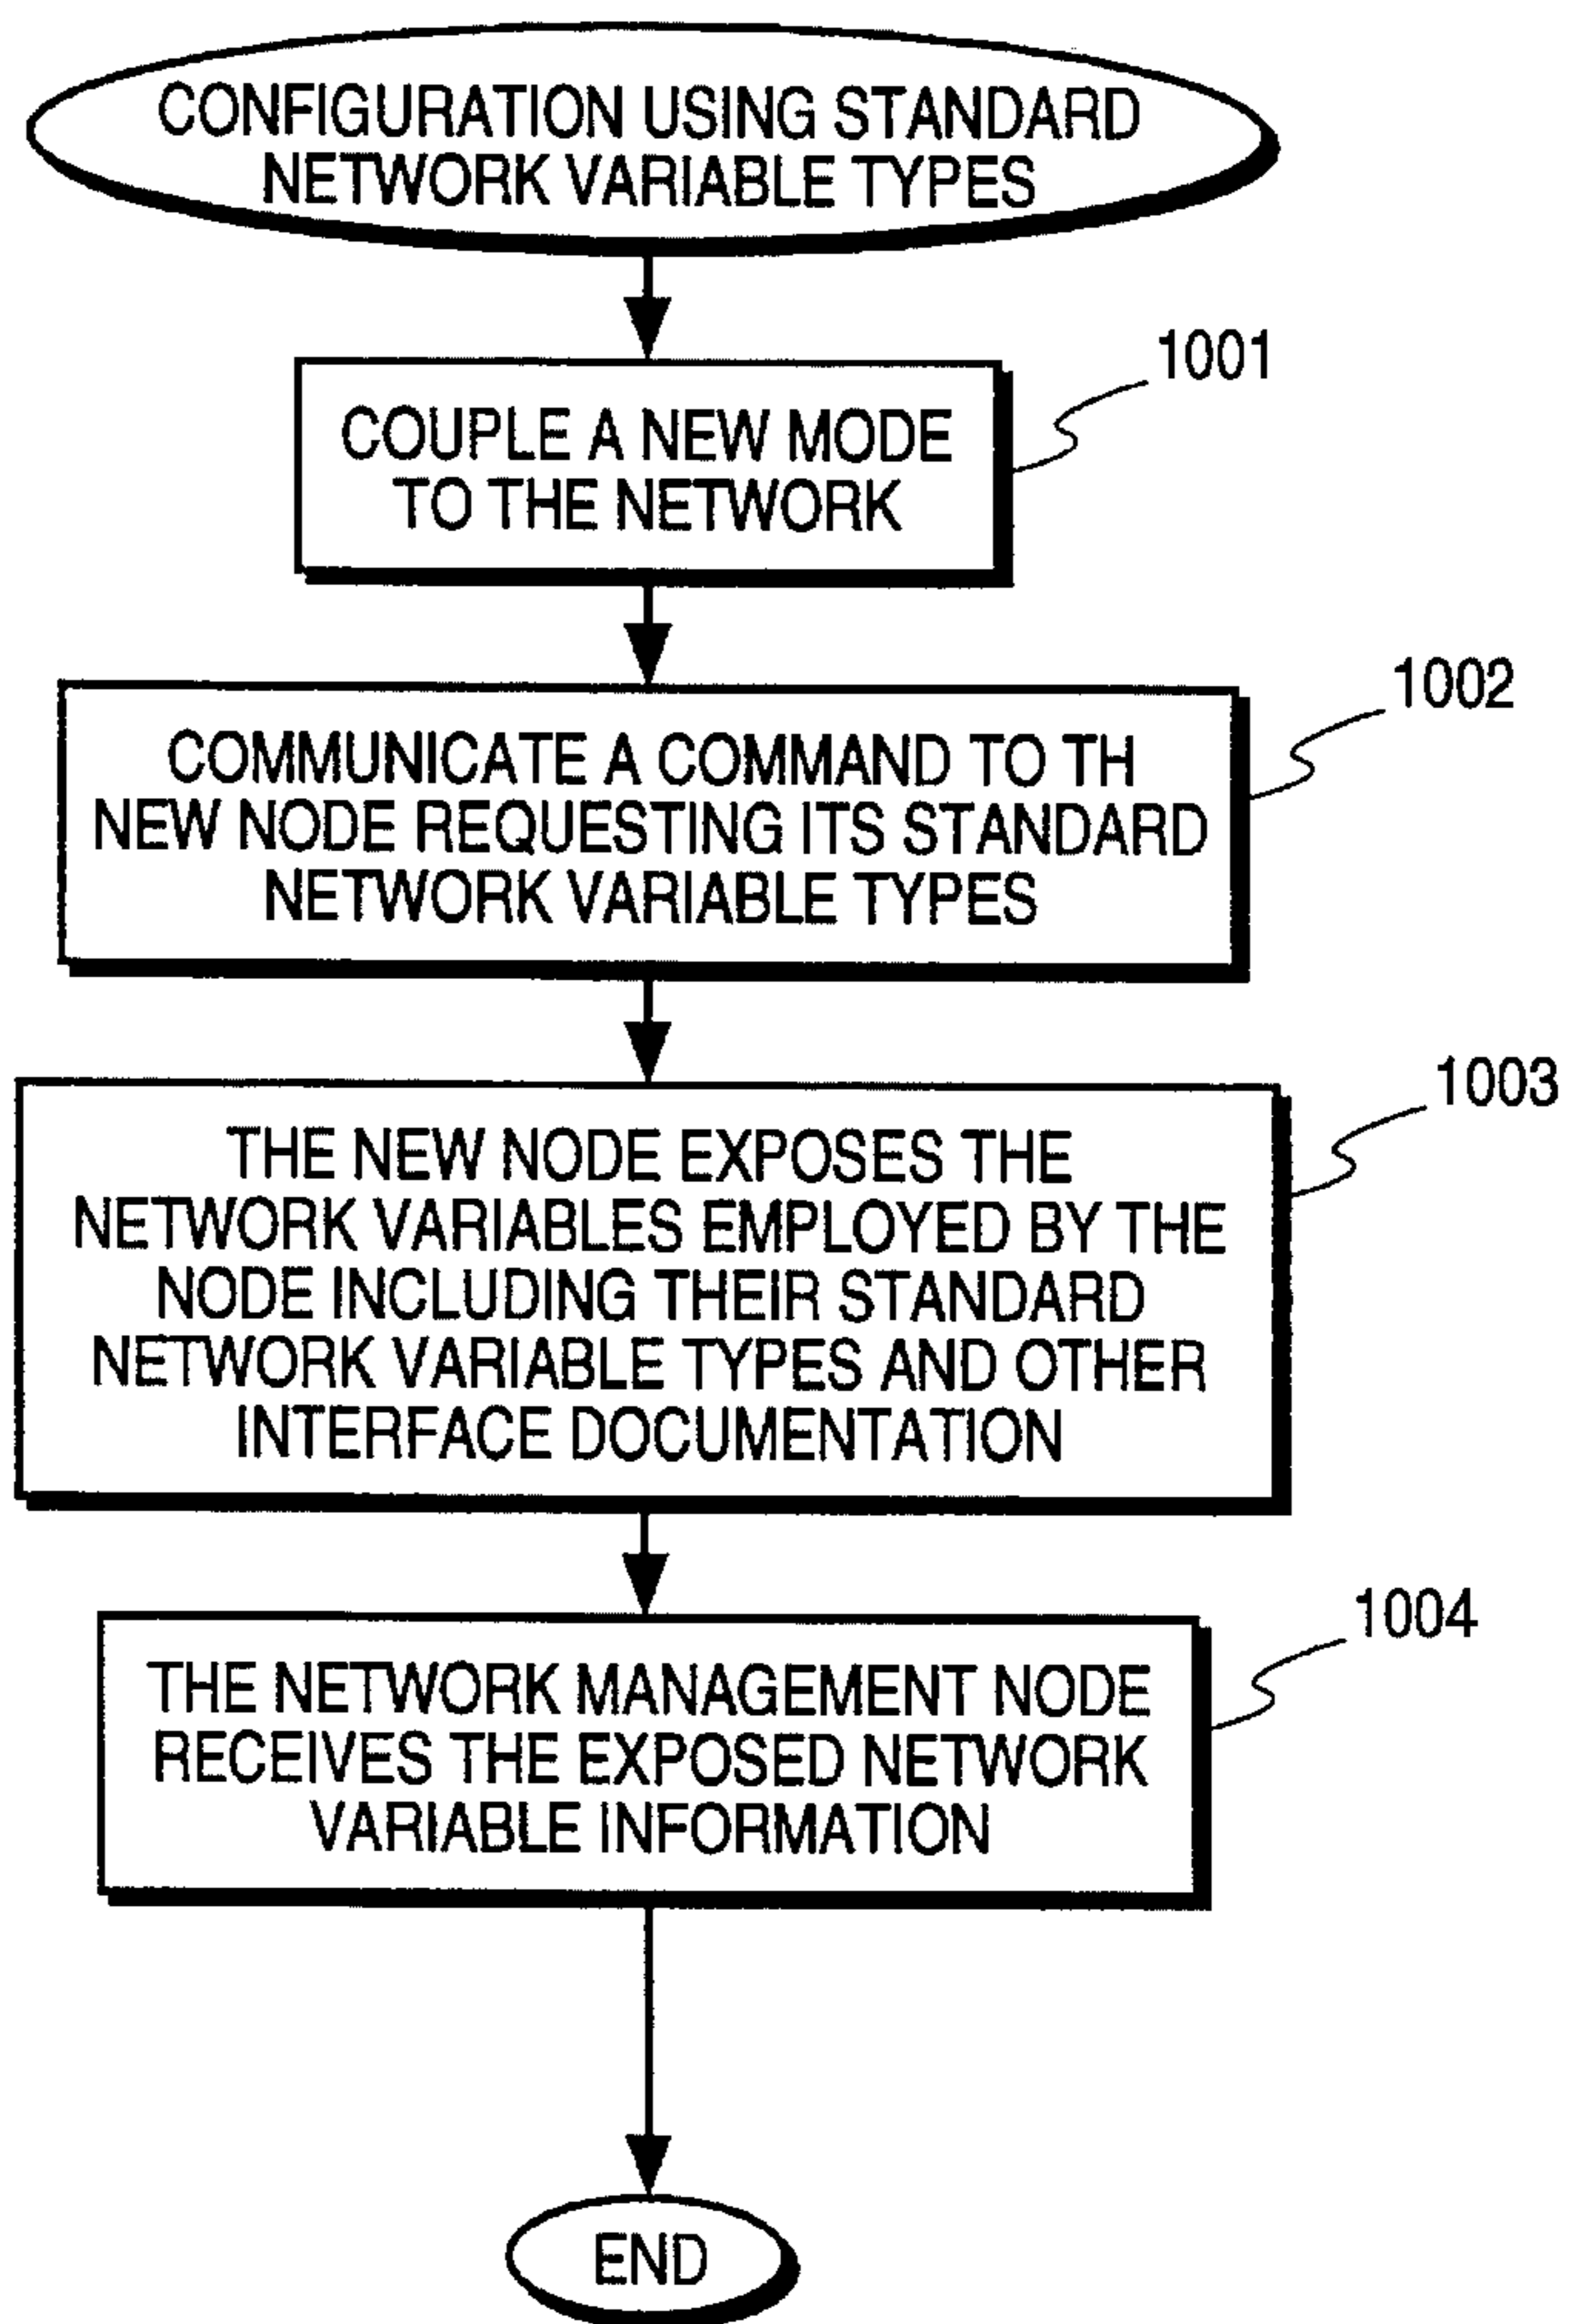 CONFIGURATION USING STANDARD
NETWORK VARIABLE TYPES
1001
COUPLE A NEW MODE
TO THE NETWORK
1002
COMMUNICATE A COMMAND TO TH
NEW NODE REQUESTING ITS STANDARD
NETWORK VARIABLE TYPES
1003
THE NEW NODE EXPOSES THE
NETWORK VARIABLES EMPLOYED BY THE
NODE INCLUDING THEIR STANDARD
NETWORK VARIABLE TYPES AND OTHER
INTERFACE DOCUMENTATION
1004
THE NETWORK MANAGEMENT NODE
RECEIVES THE EXPOSED NETWORK
VARIABLE INFORMATION
END